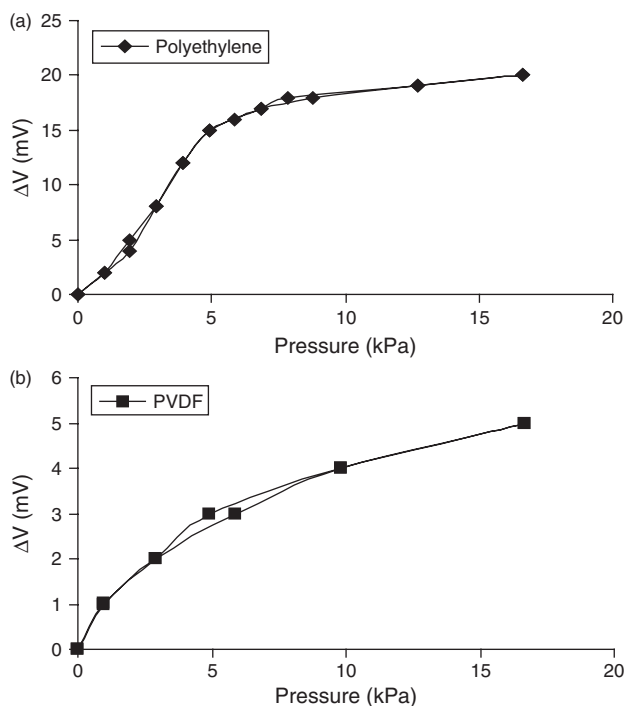 (a)
Polyethylene
25
20
15
10
5
0
ΔV (mV)
0 5 10 15 20
Pressure (kPa)
(b)
PVDF
6
5
4
3
2
1
0
ΔV (mV)
0 5 10 15 20
Pressure (kPa)